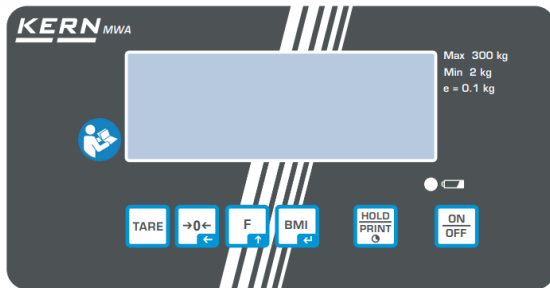 KERN MWA
Max 300 kg
Min 2 kg
e = 0.1 kg
TARE →0← F BMI HOLD PRINT ON OFF